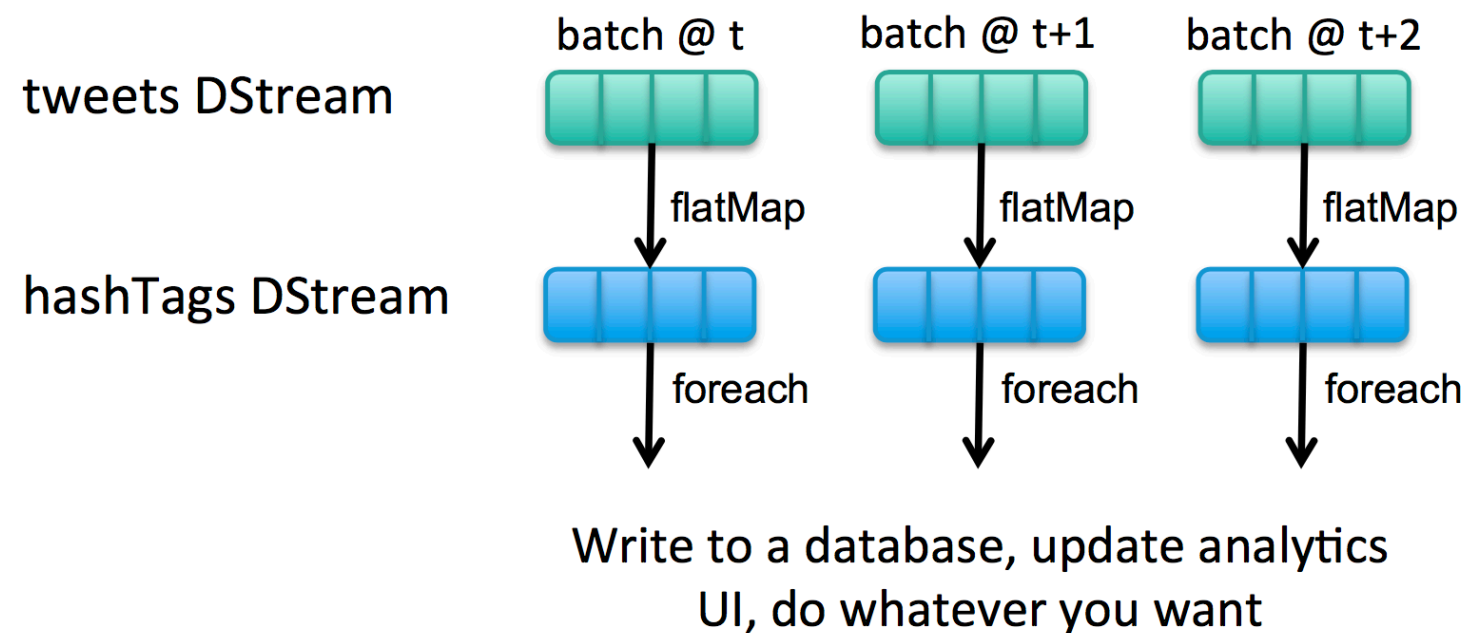 batch @ t
batch @ t+1
batch @ t+2
tweets DStream
flatMap
flatMap
flatMap
hashTags DStream
foreach
foreach
foreach
Write to a database, update analytics
UI, do whatever you want